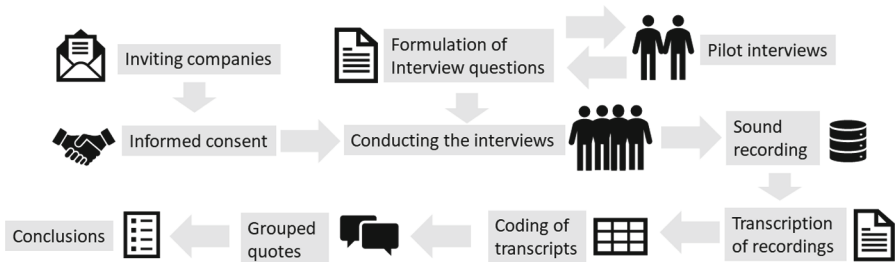 Inviting companies
Formulation of
Interview questions
Pilot interviews
Informed consent
Conducting the interviews
Sound
recording
Transcription
of recordings
Coding of
transcripts
Grouped
quotes
Conclusions